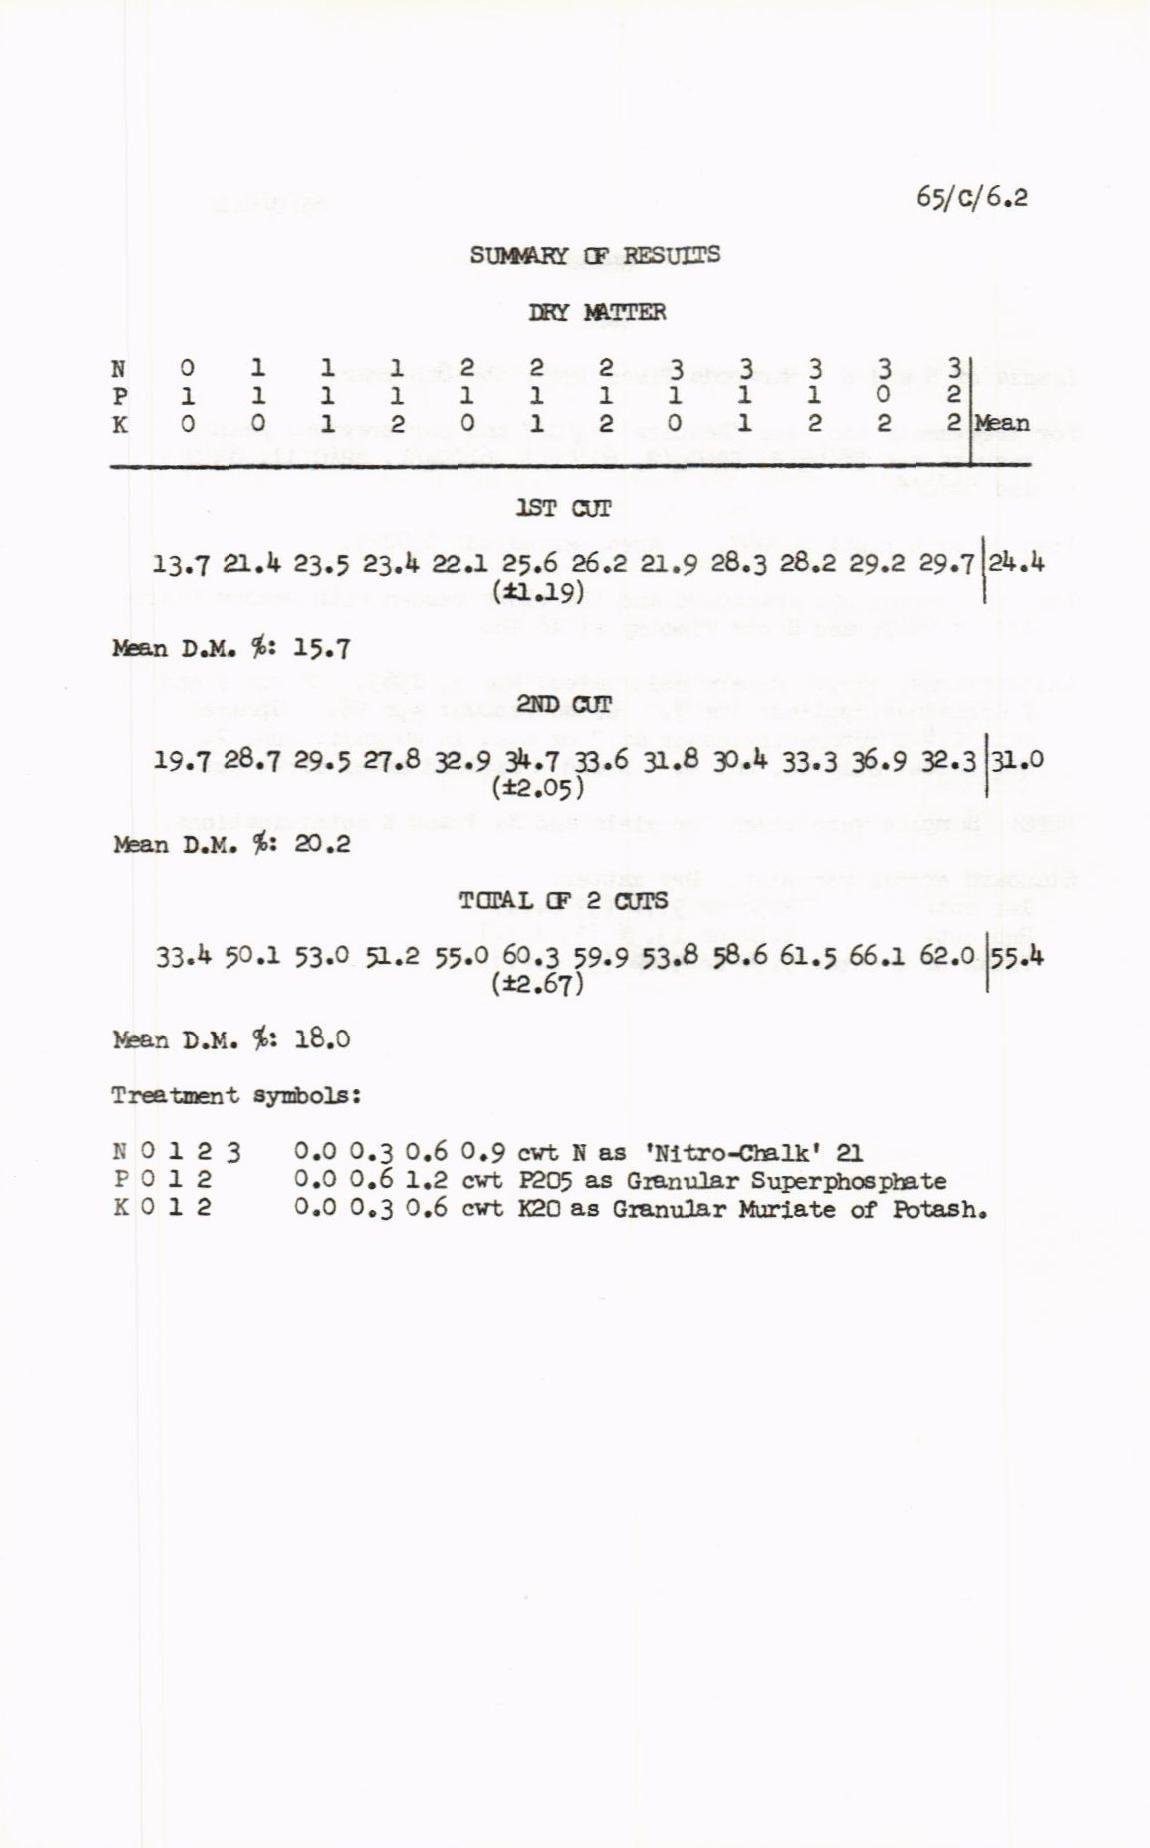 65/C/6.2
SUMMARY OF RESULTS
DRY MATTER
N 0 1 1 1 2 2 2 3 3 3 3 3
P 1 1 1 1 1 1 1 1 1 1 0 2
K 0 0 1 2 0 1 2 0 1 2 2 2 Mean
1ST CUT
13.7 21.4 23.5 23.4 22.1 25.6 26.2 21.9 28.3 28.2 29.2 29.7 24.4
(±1.19)
Mean D.M. %: 15.7
2ND CUT
19.7 28.7 29.5 27.8 32.9 34.7 33.6 31.8 30.4 33.3 36.9 32.3 31.0
(±2.05)
Mean D.M. %: 20.2
TOTAL OF 2 CUTS
33.4 50.1 53.0 51.2 55.0 60.3 59.9 53.8 58.6 61.5 66.1 62.0 55.4
(±2.67)
Mean D.M. %: 18.0
Treatment symbols:
N 0 1 2 3 0.0 0.3 0.6 0.9 cwt N as 'Nitro-Chalk' 21
P 0 1 2 0.0 0.6 1.2 cwt P2O5 as Granular Superphosphate
K 0 1 2 0.0 0.3 0.6 cwt K2O as Granular Muriate of Potash.